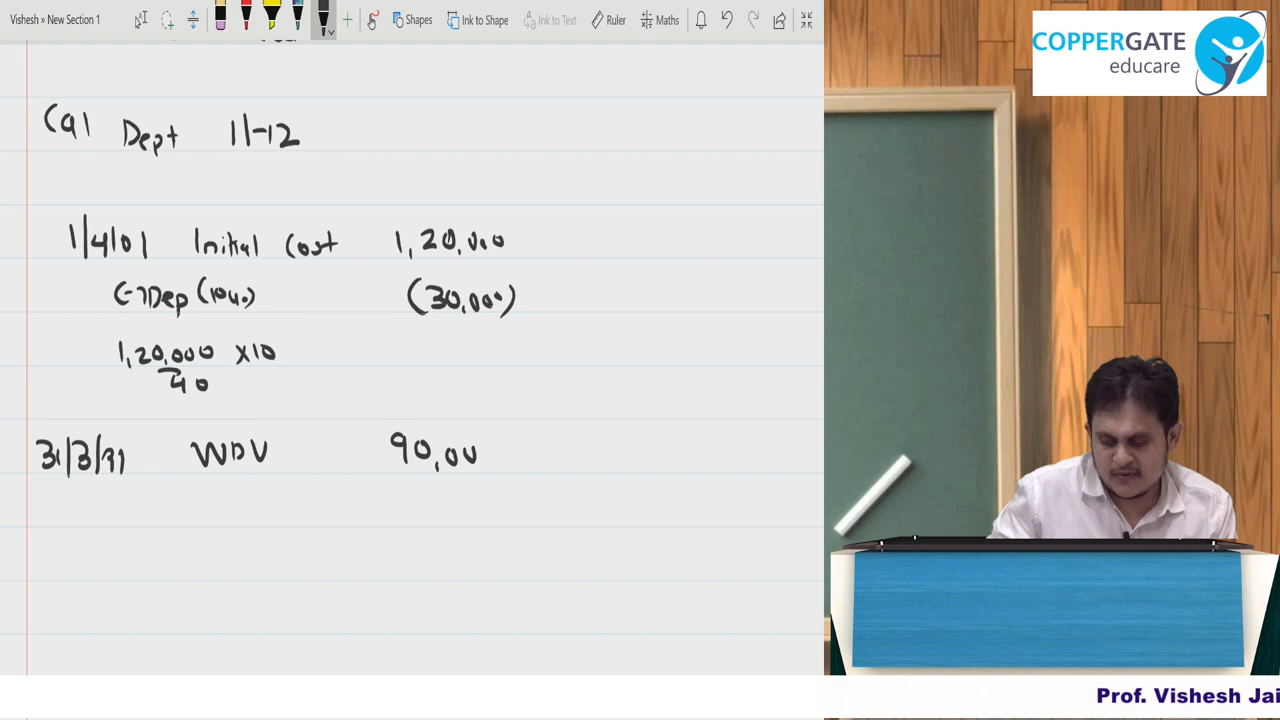 Vishesh » New Section 1
Shapes
Ink to Shape
Ink to Text
Ruler
Maths
COPPERGATE
educare
(a) Dept 11-12
1/4/01 Initial Cost 1,20,000
(-) Dep (10y.) (30,000)
1,20,000 x10
40
31/3/11 WDV 90,00
Prof. Vishesh Jai